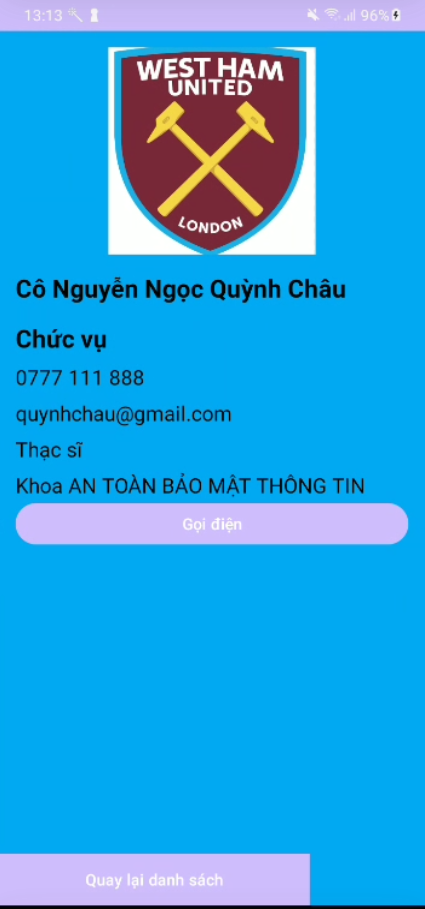 13:13
96%
WEST HAM
UNITED
LONDON
Cô Nguyễn Ngọc Quỳnh Châu
Chức vụ
0777 111 888
quynhchau@gmail.com
Thạc sĩ
Khoa AN TOÀN BẢO MẬT THÔNG TIN
Gọi điện
Quay lại danh sách